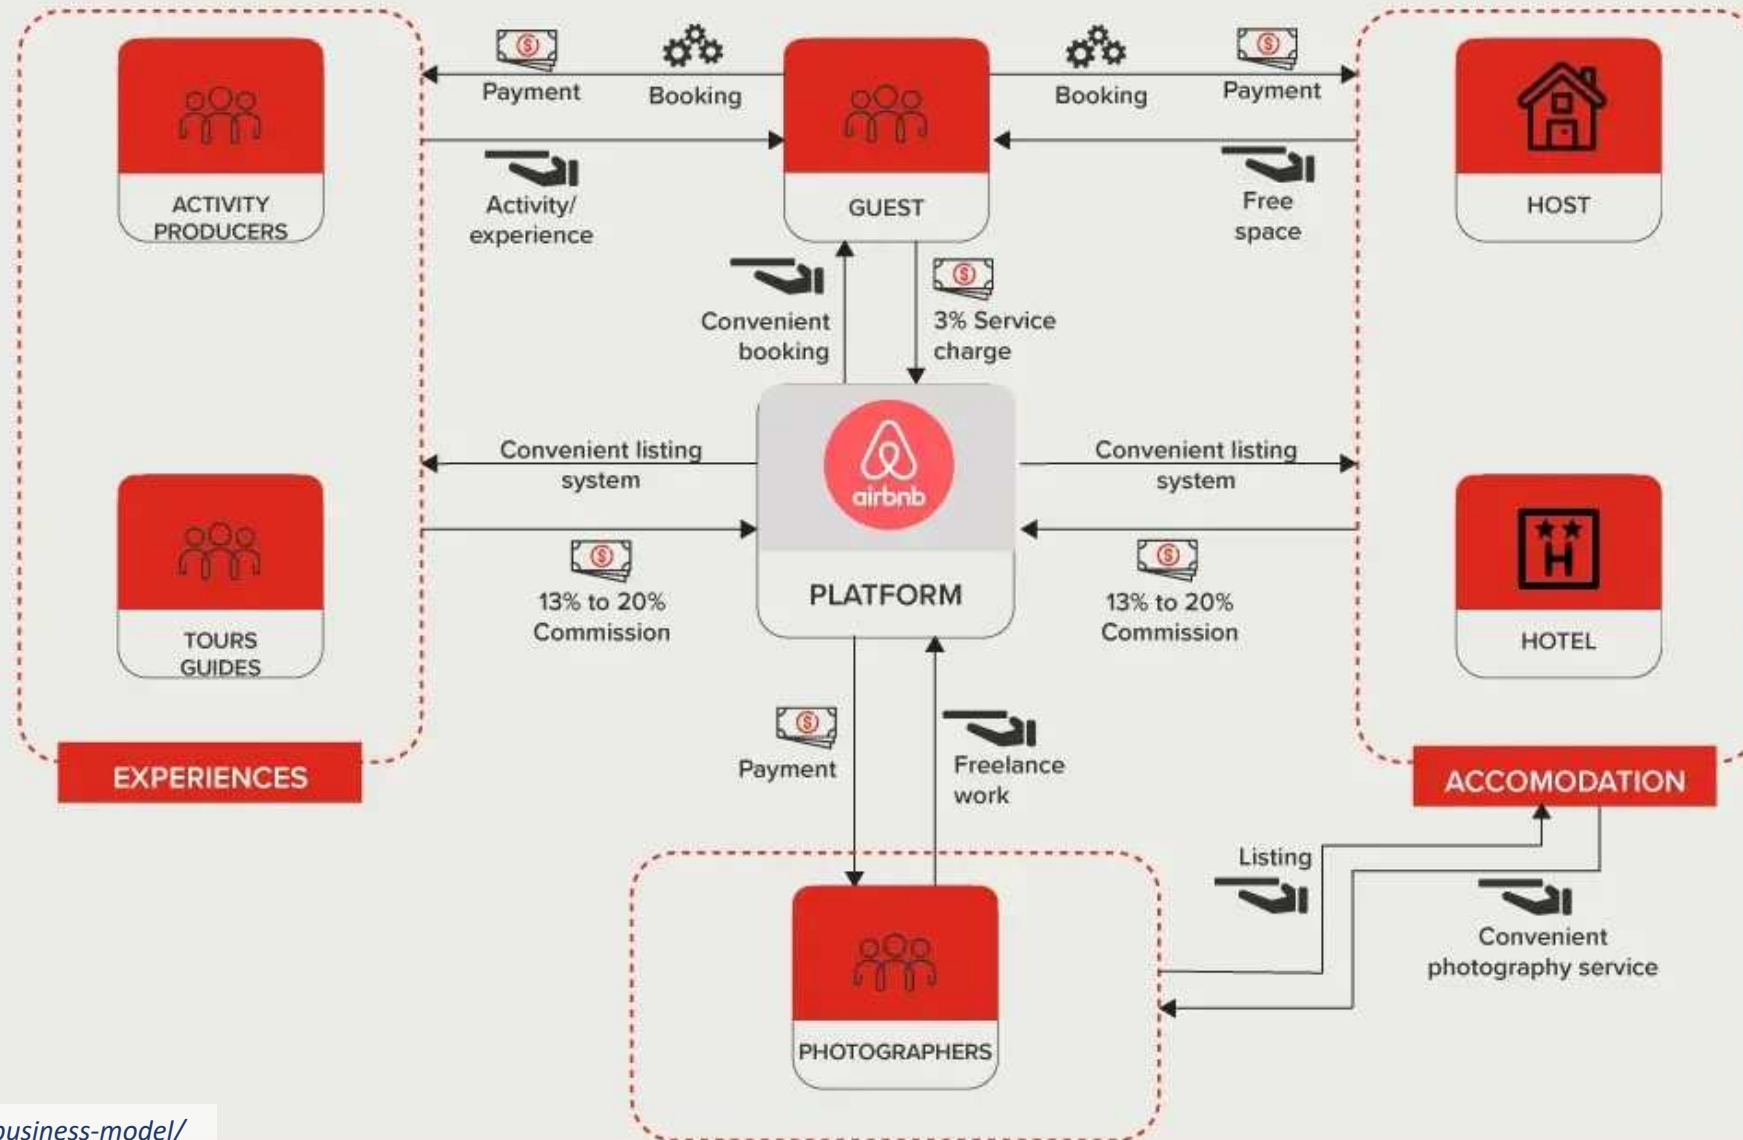 Payment
Booking
Booking
Payment
ACTIVITY
PRODUCERS
Activity/
experience
GUEST
Free
space
HOST
Convenient
booking
3% Service
charge
Convenient listing
system
airbnb
Convenient listing
system
PLATFORM
13% to 20%
Commission
13% to 20%
Commission
TOURS
GUIDES
H
HOTEL
EXPERIENCES
Payment
Freelance
work
ACCOMODATION
Listing
Convenient
photography service
PHOTOGRAPHERS
business-model/